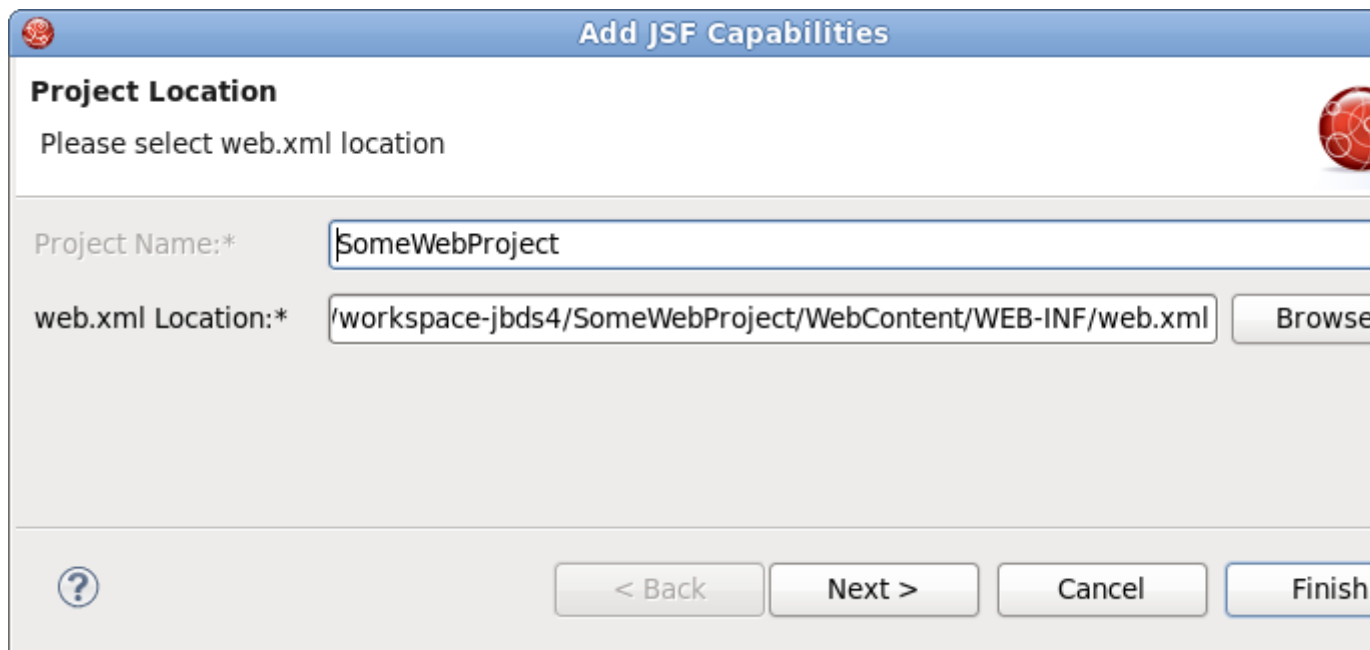 Add JSF Capabilities
Project Location
Please select web.xml location
Project Name:* SomeWebProject
web.xml Location:* /workspace-jbds4/SomeWebProject/WebContent/WEB-INF/web.xml Browse
? < Back Next > Cancel Finish